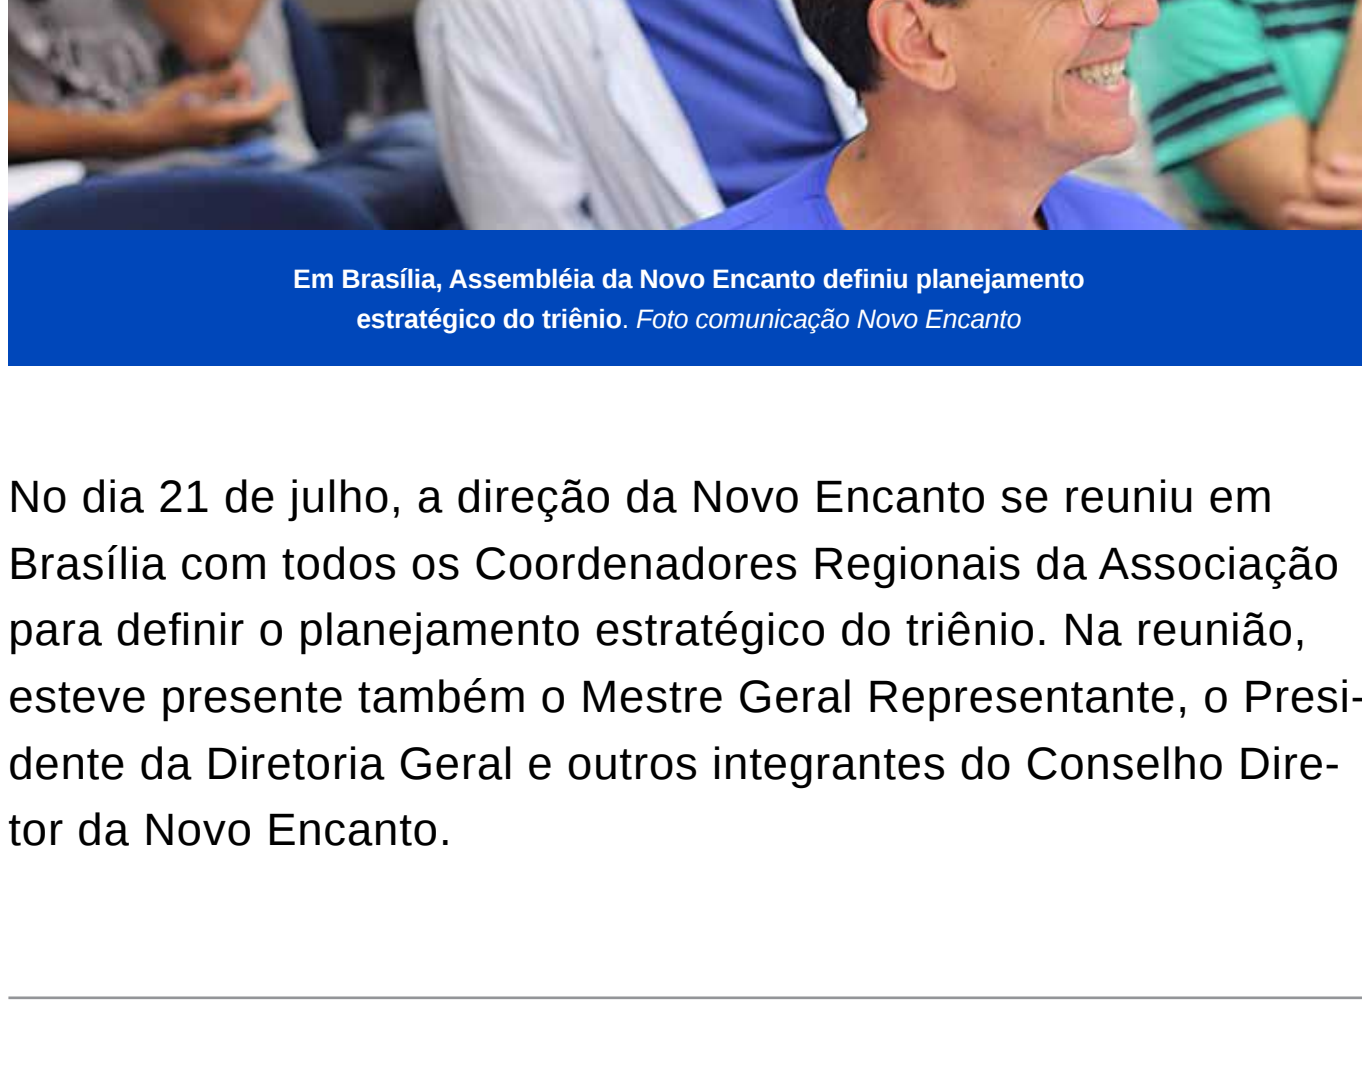 Em Brasília, Assembléia da Novo Encanto definiu planejamento
estratégico do triênio. Foto comunicação Novo Encanto
No dia 21 de julho, a direção da Novo Encanto se reuniu em
Brasília com todos os Coordenadores Regionais da Associação
para definir o planejamento estratégico do triênio. Na reunião,
esteve presente também o Mestre Geral Representante, o Presi-
dente da Diretoria Geral e outros integrantes do Conselho Dire-
tor da Novo Encanto.